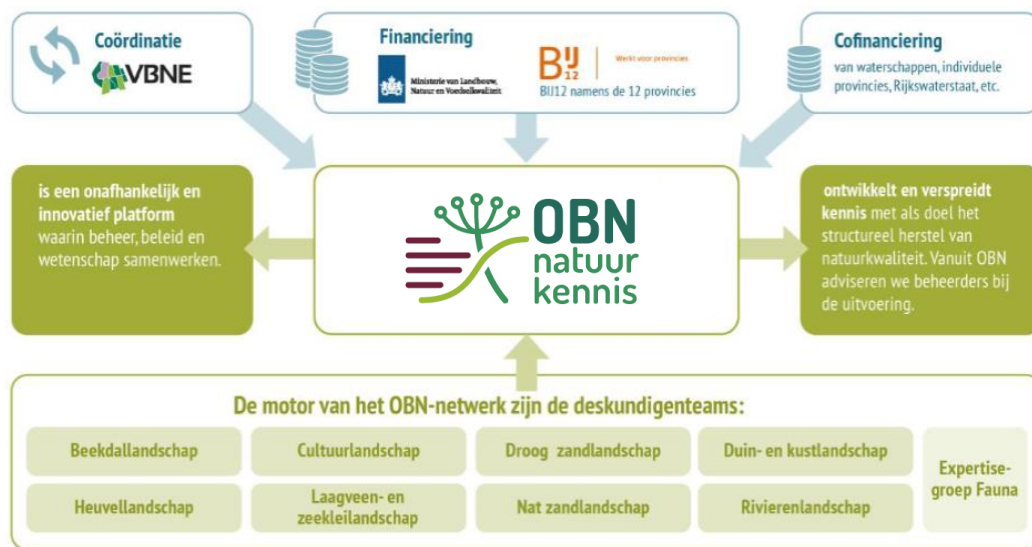 Coördinatie
VBNE
Financiering
Ministerie van Landbouw,
Natuur en Voedselkwaliteit
BIJ
12
Werkt voor provincies
BIJ12 namens de 12 provincies
Cofinanciering
van waterschappen, individuele
provincies, Rijkswaterstaat, etc.
is een onafhankelijk en
innovatief platform
waarin beheer, beleid en
wetenschap samenwerken.
OBN
natuur
kennis
ontwikkelt en verspreidt
kennis met als doel het
structureel herstel van
natuurkwaliteit. Vanuit OBN
adviseren we beheerders bij
de uitvoering.
De motor van het OBN-netwerk zijn de deskundigenteams:
Beekdallandschap
Cultuurlandschap
Droog zandlandschap
Duin- en kustlandschap
Heuvellandschap
Laagveen- en
zeekleilandschap
Nat zandlandschap
Rivierenlandschap
Expertise-
groep Fauna